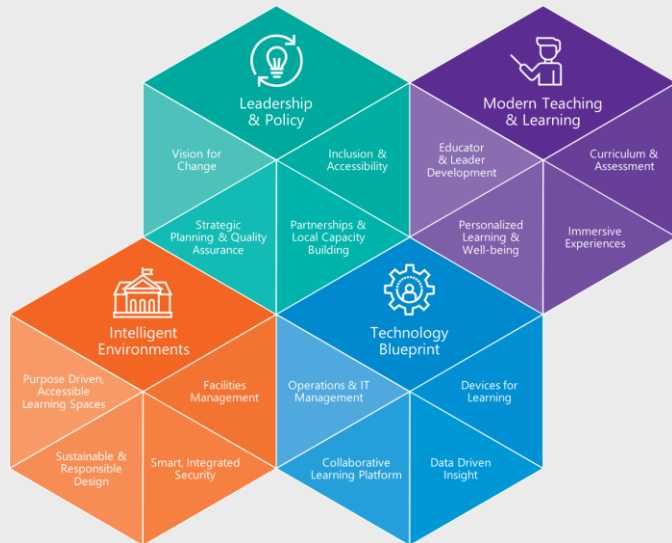 Leadership
& Policy
Vision for
Change
Inclusion &
Accessibility
Strategic
Planning & Quality
Assurance
Partnerships &
Local Capacity
Building
Modern Teaching
& Learning
Educator
& Leader
Development
Curriculum &
Assessment
Personalized
Learning &
Well-being
Immersive
Experiences
Intelligent
Environments
Purpose Driven,
Accessible
Learning Spaces
Facilities
Management
Sustainable &
Responsible
Design
Smart, Integrated
Security
Technology
Blueprint
Operations & IT
Management
Devices for
Learning
Collaborative
Learning Platform
Data Driven
Insight